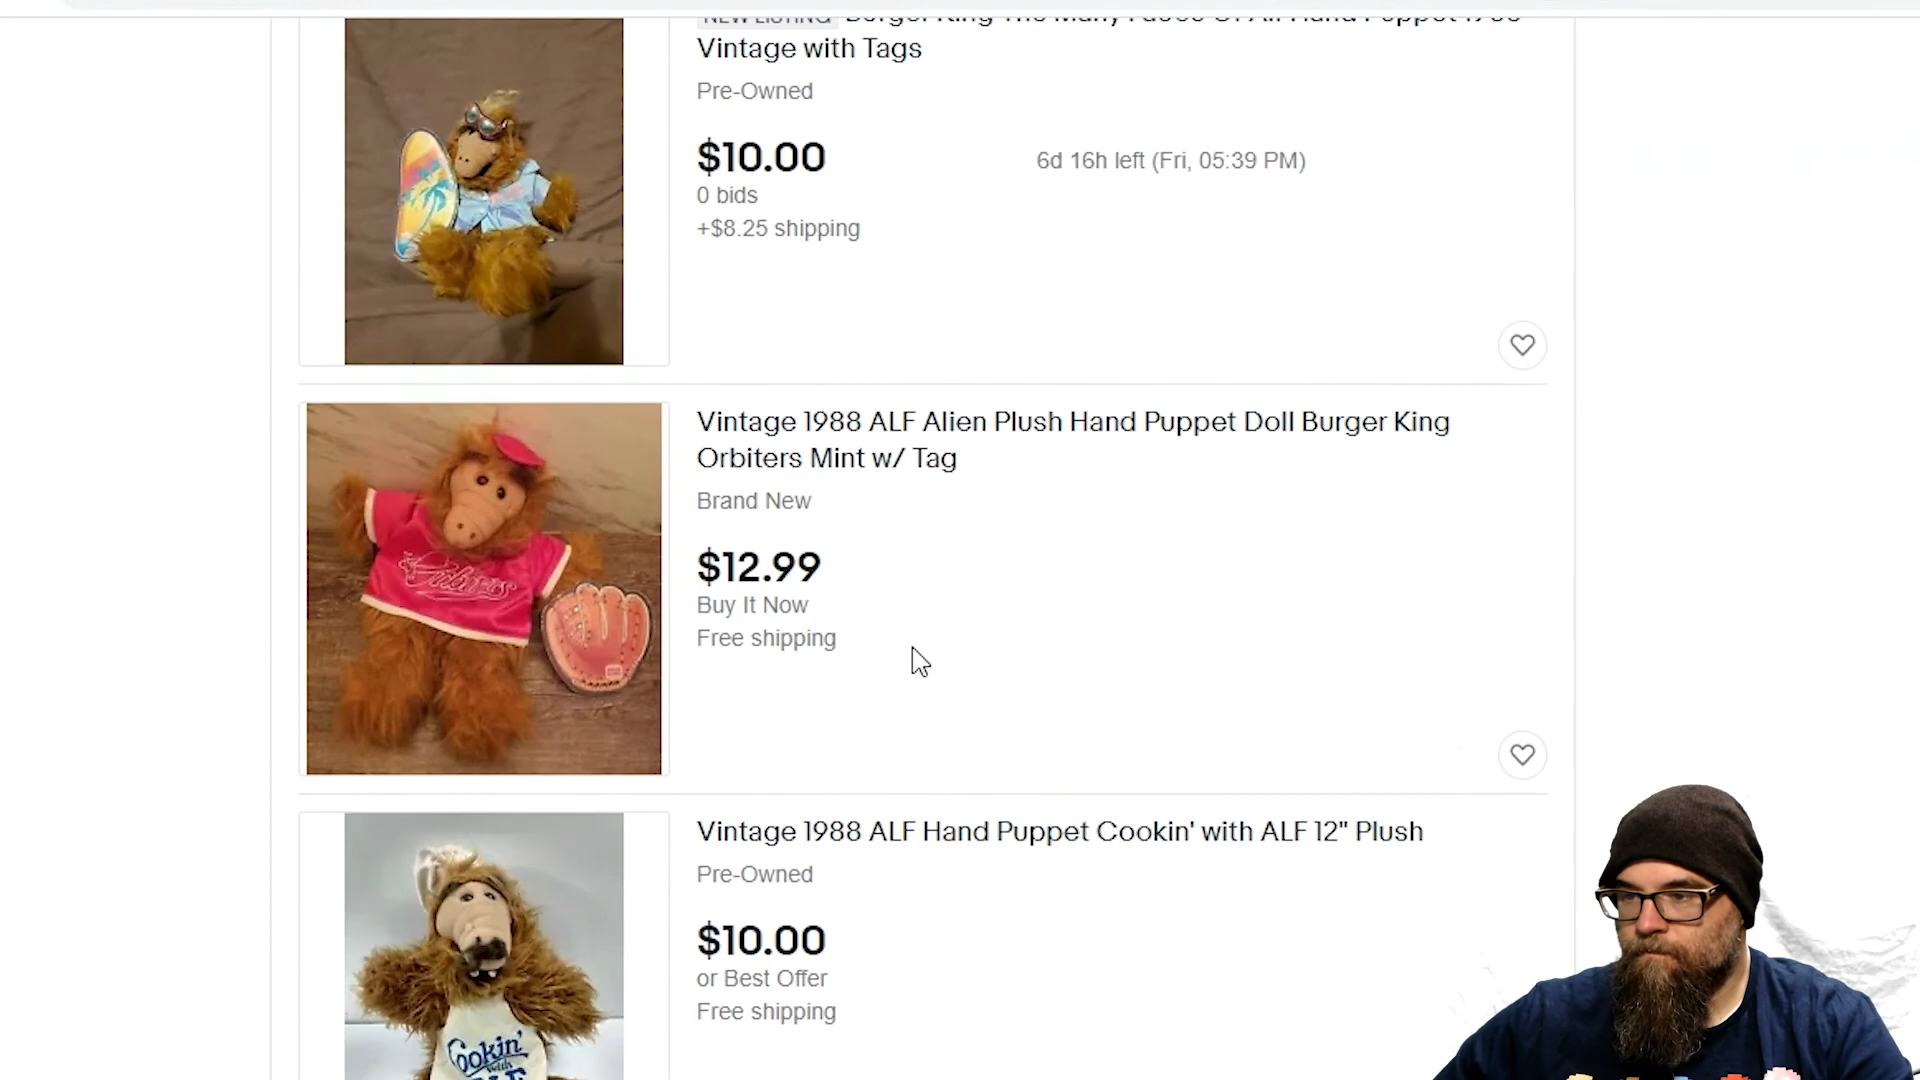 Vintage with Tags
Pre-Owned
$10.00
6d 16h left (Fri, 05:39 PM)
0 bids
+$8.25 shipping
Vintage 1988 ALF Alien Plush Hand Puppet Doll Burger King
Orbiters Mint w/ Tag
Brand New
$12.99
Buy It Now
Free shipping
Orbiters
Vintage 1988 ALF Hand Puppet Cookin' with ALF 12" Plush
Pre-Owned
$10.00
or Best Offer
Free shipping
Cookin'
with